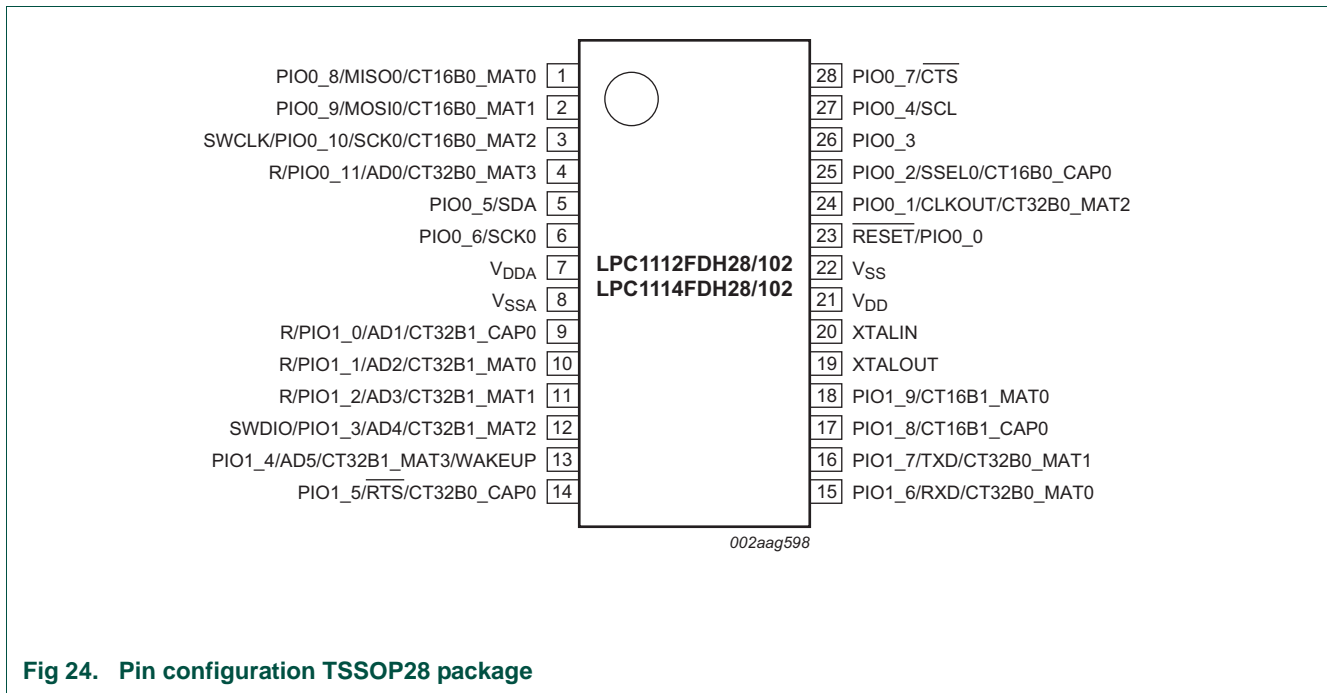 PIO0_8/MISO0/CT16B0_MAT0 1
PIO0_9/MOSI0/CT16B0_MAT1 2
SWCLK/PIO0_10/SCK0/CT16B0_MAT2 3
R/PIO0_11/AD0/CT32B0_MAT3 4
PIO0_5/SDA 5
PIO0_6/SCK0 6
VDDA 7
VSSA 8
R/PIO1_0/AD1/CT32B1_CAP0 9
R/PIO1_1/AD2/CT32B1_MAT0 10
R/PIO1_2/AD3/CT32B1_MAT1 11
SWDIO/PIO1_3/AD4/CT32B1_MAT2 12
PIO1_4/AD5/CT32B1_MAT3/WAKEUP 13
PIO1_5/RTS/CT32B0_CAP0 14
LPC1112FDH28/102
LPC1114FDH28/102
28 PIO0_7/CTS
27 PIO0_4/SCL
26 PIO0_3
25 PIO0_2/SSEL0/CT16B0_CAP0
24 PIO0_1/CLKOUT/CT32B0_MAT2
23 RESET/PIO0_0
22 VSS
21 VDD
20 XTALIN
19 XTALOUT
18 PIO1_9/CT16B1_MAT0
17 PIO1_8/CT16B1_CAP0
16 PIO1_7/TXD/CT32B0_MAT1
15 PIO1_6/RXD/CT32B0_MAT0
002aag598
Fig 24. Pin configuration TSSOP28 package